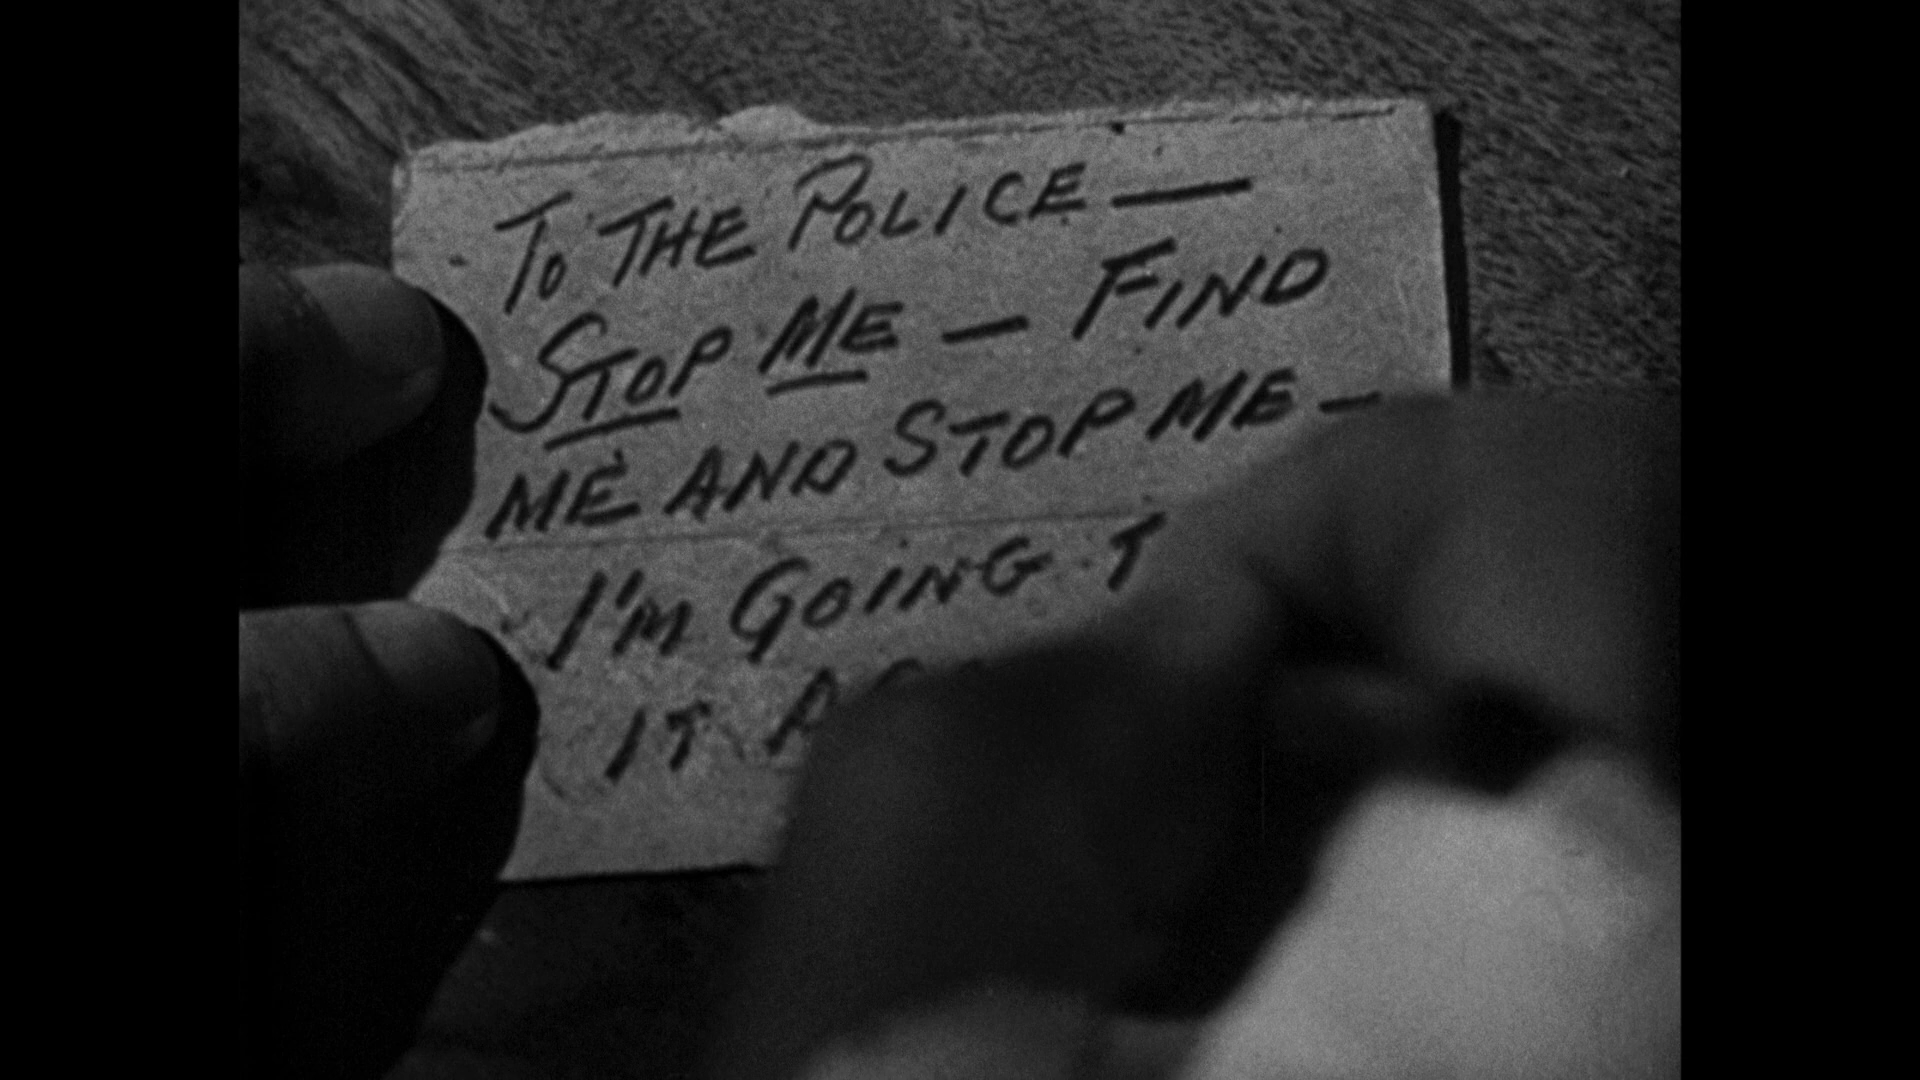 To THE POLICE —
STOP ME — FIND
ME AND STOP ME —
I'M GOING T
IT A